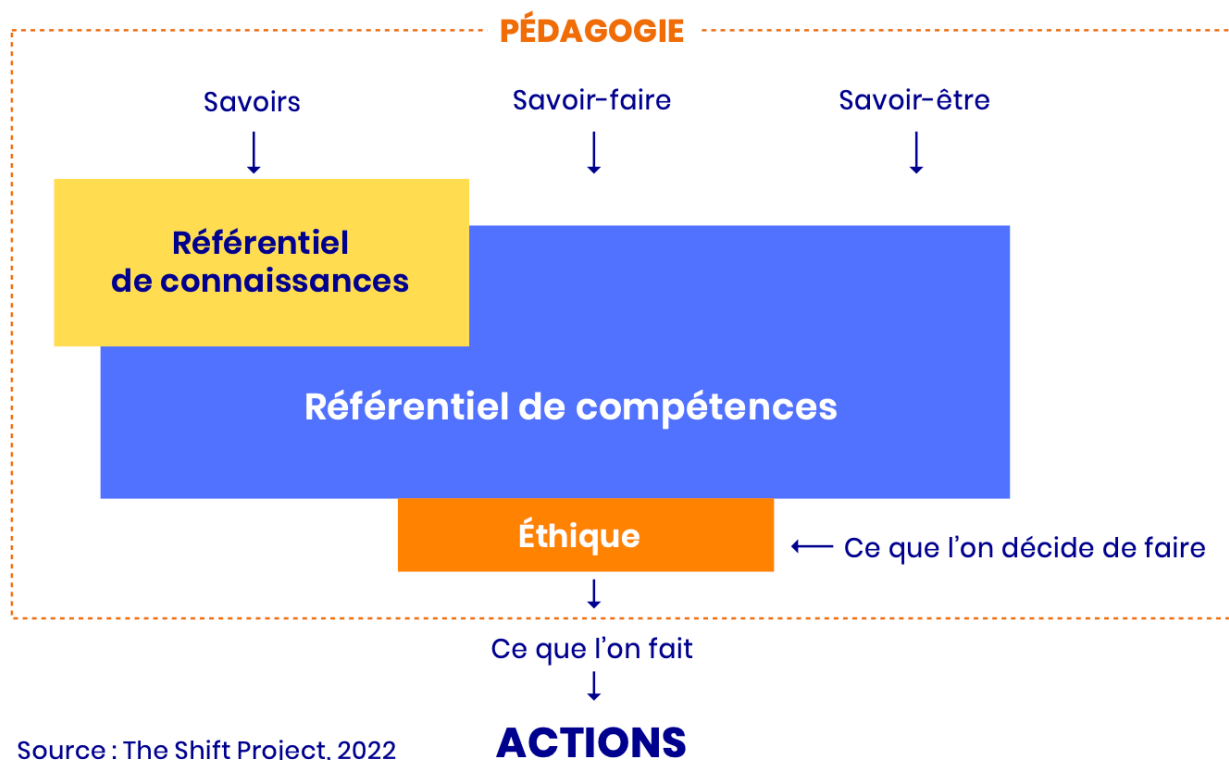 PÉDAGOGIE
Savoirs
Savoir-faire
Savoir-être
Référentiel
de connaissances
Référentiel de compétences
Éthique
Ce que l’on décide de faire
Ce que l’on fait
ACTIONS
Source : The Shift Project, 2022